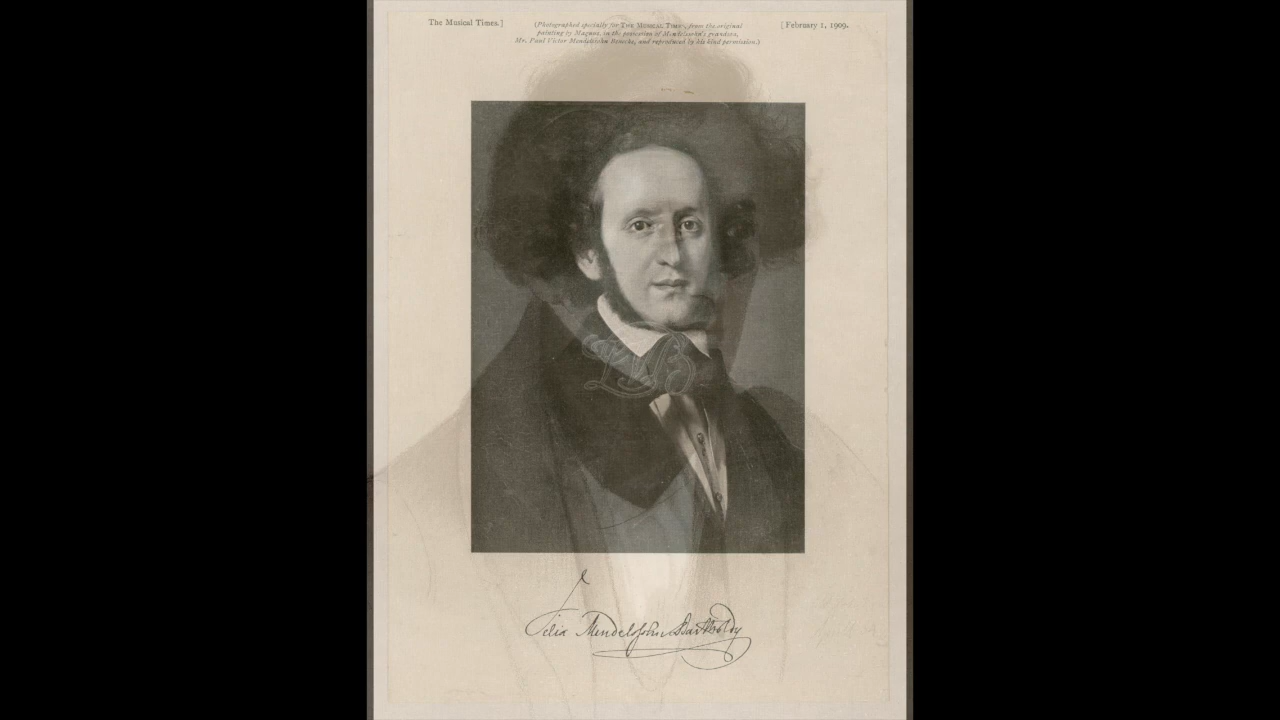 The Musical Times.]
(Photographed specially for THE MUSICAL TIMES, from the original
[February 1, 1909.
painting by Magnus, in the possession of Mendelssohn's grandson,
Mr. Paul Victor Mendelssohn Benecke, and reproduced by his kind permission.)
Felix Mendelssohn Bartholdy